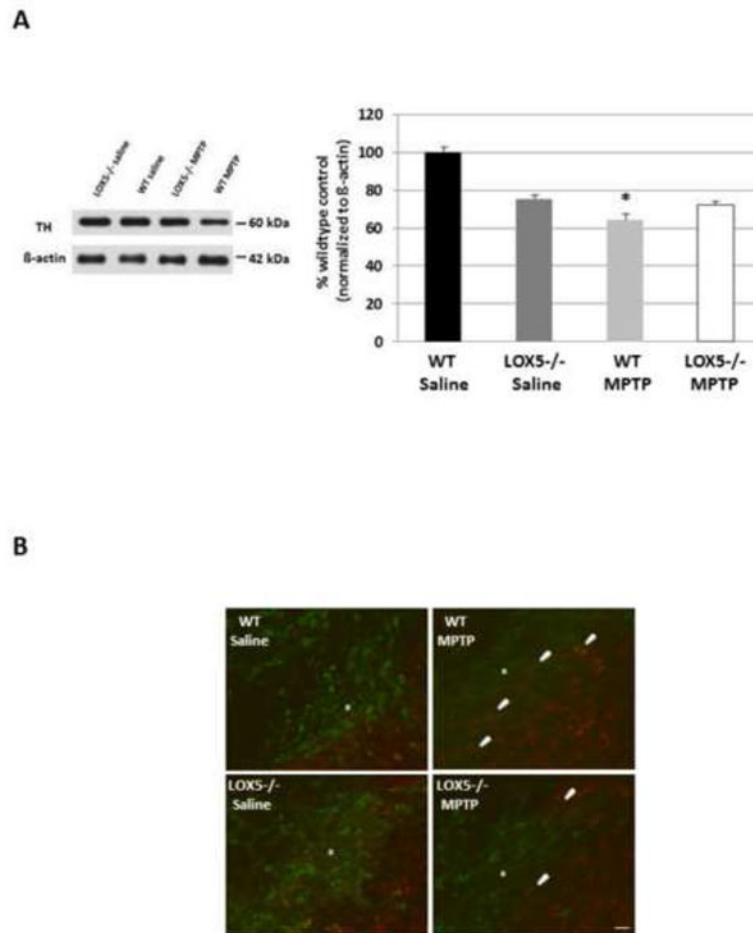 A
LOX5-/- saline
WT saline
LOX5-/- MPTP
WT MPTP
TH
60 kDa
ß-actin
42 kDa
% wildtype control
(normalized to ß-actin)
120
100
80
60
40
20
0
*
WT
Saline
LOX5-/-
Saline
WT
MPTP
LOX5-/-
MPTP
B
WT
Saline
*
WT
MPTP
*
LOX5-/-
Saline
*
LOX5-/-
MPTP
*